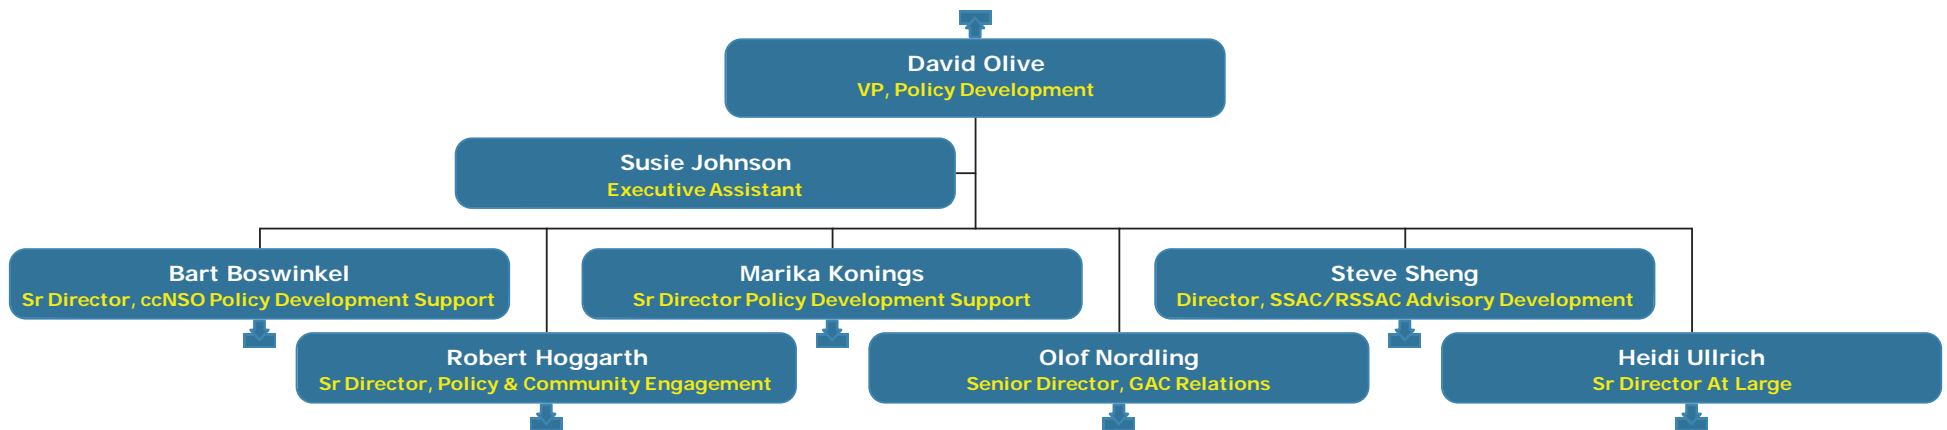 David Olive
VP, Policy Development
Susie Johnson
Executive Assistant
Bart Boswinkel
Sr Director, ccNSO Policy Development Support
Marika Konings
Sr Director Policy Development Support
Steve Sheng
Director, SSAC/RSSAC Advisory Development
Robert Hoggarth
Sr Director, Policy & Community Engagement
Olof Nordling
Senior Director, GAC Relations
Heidi Ullrich
Sr Director At Large